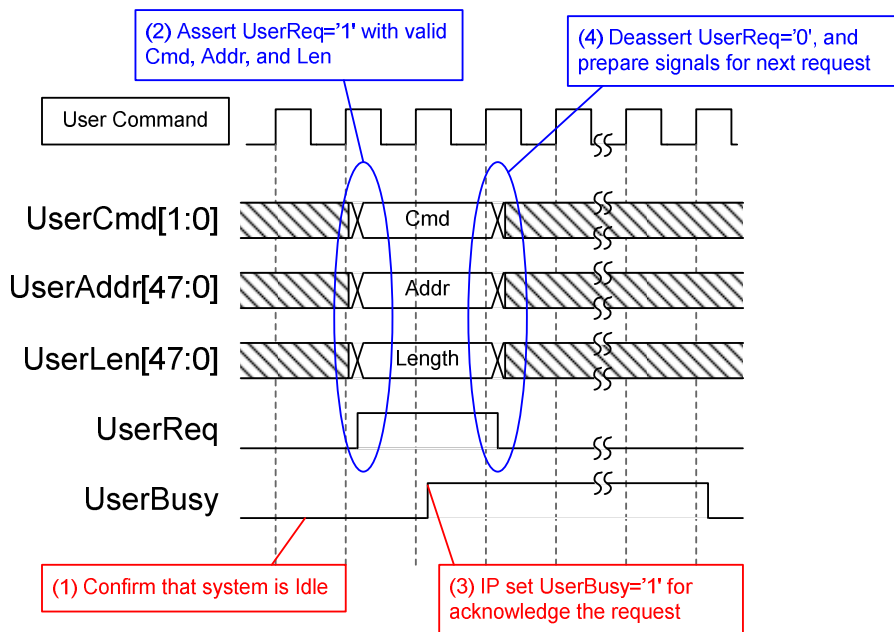 (2) Assert UserReq='1' with valid
Cmd, Addr, and Len
(4) Deassert UserReq='0', and
prepare signals for next request
User Command
UserCmd[1:0]
Cmd
UserAddr[47:0]
Addr
UserLen[47:0]
Length
UserReq
UserBusy
(1) Confirm that system is Idle
(3) IP set UserBusy='1' for
acknowledge the request